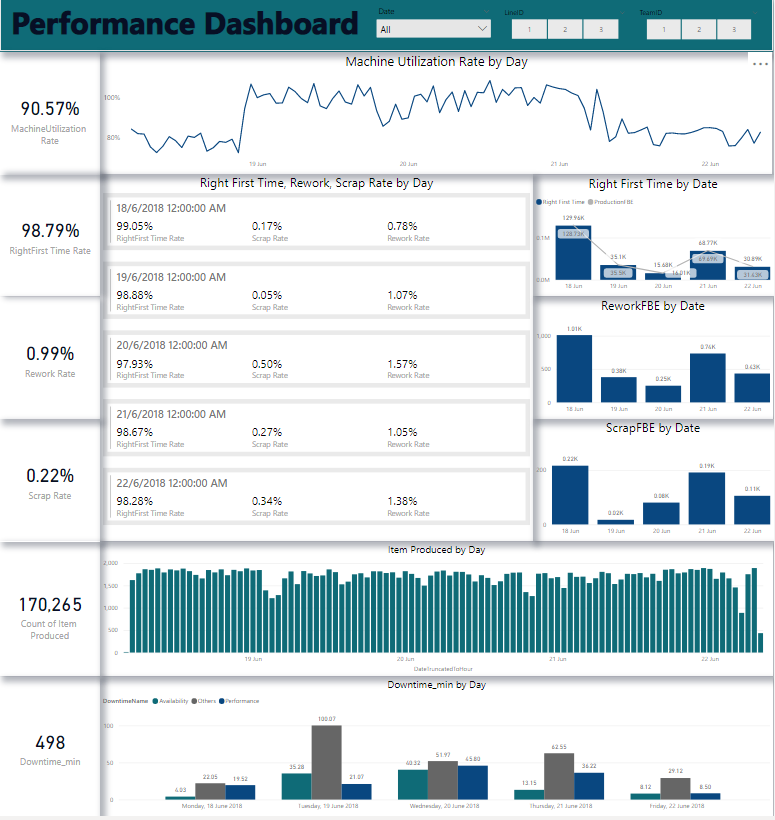 Performance Dashboard
Date
All
LineID
1 2 3
TeamID
1 2 3
Machine Utilization Rate by Day
90.57%
MachineUtilization
Rate
100%
80%
19 Jun 20 Jun 21 Jun 22 Jun
98.79%
RightFirst Time Rate
0.99%
Rework Rate
0.22%
Scrap Rate
Right First Time, Rework, Scrap Rate by Day
18/6/2018 12:00:00 AM
99.05% 0.17% 0.78%
RightFirst Time Rate Scrap Rate Rework Rate
19/6/2018 12:00:00 AM
98.88% 0.05% 1.07%
RightFirst Time Rate Scrap Rate Rework Rate
20/6/2018 12:00:00 AM
97.93% 0.50% 1.57%
RightFirst Time Rate Scrap Rate Rework Rate
21/6/2018 12:00:00 AM
98.67% 0.27% 1.05%
RightFirst Time Rate Scrap Rate Rework Rate
22/6/2018 12:00:00 AM
98.28% 0.34% 1.38%
RightFirst Time Rate Scrap Rate Rework Rate
Right First Time by Date
Right First Time ProductionFBE
129.96K
128.73K
35.1K
35.5K
15.68K
16.01K
68.77K
69.69K
30.89K
31.43K
0.1M
0.0M
18 Jun 19 Jun 20 Jun 21 Jun 22 Jun
ReworkFBE by Date
1,000
500
0
1.01K 0.38K 0.25K 0.74K 0.43K
18 Jun 19 Jun 20 Jun 21 Jun 22 Jun
ScrapFBE by Date
200
0
0.22K 0.02K 0.08K 0.19K 0.11K
18 Jun 19 Jun 20 Jun 21 Jun 22 Jun
170,265
Count of Item
Produced
Item Produced by Day
2,000
1,500
1,000
500
0
19 Jun 20 Jun 21 Jun 22 Jun
DateTruncatedToHour
498
Downtime_min
Downtime_min by Day
DowntimeName Availability Others Performance
100
50
0
4.03 22.05 19.52
35.28 100.07 21.07
40.32 51.97 45.80
13.15 62.55 36.22
8.12 29.12 8.50
Monday, 18 June 2018 Tuesday, 19 June 2018 Wednesday, 20 June 2018 Thursday, 21 June 2018 Friday, 22 June 2018